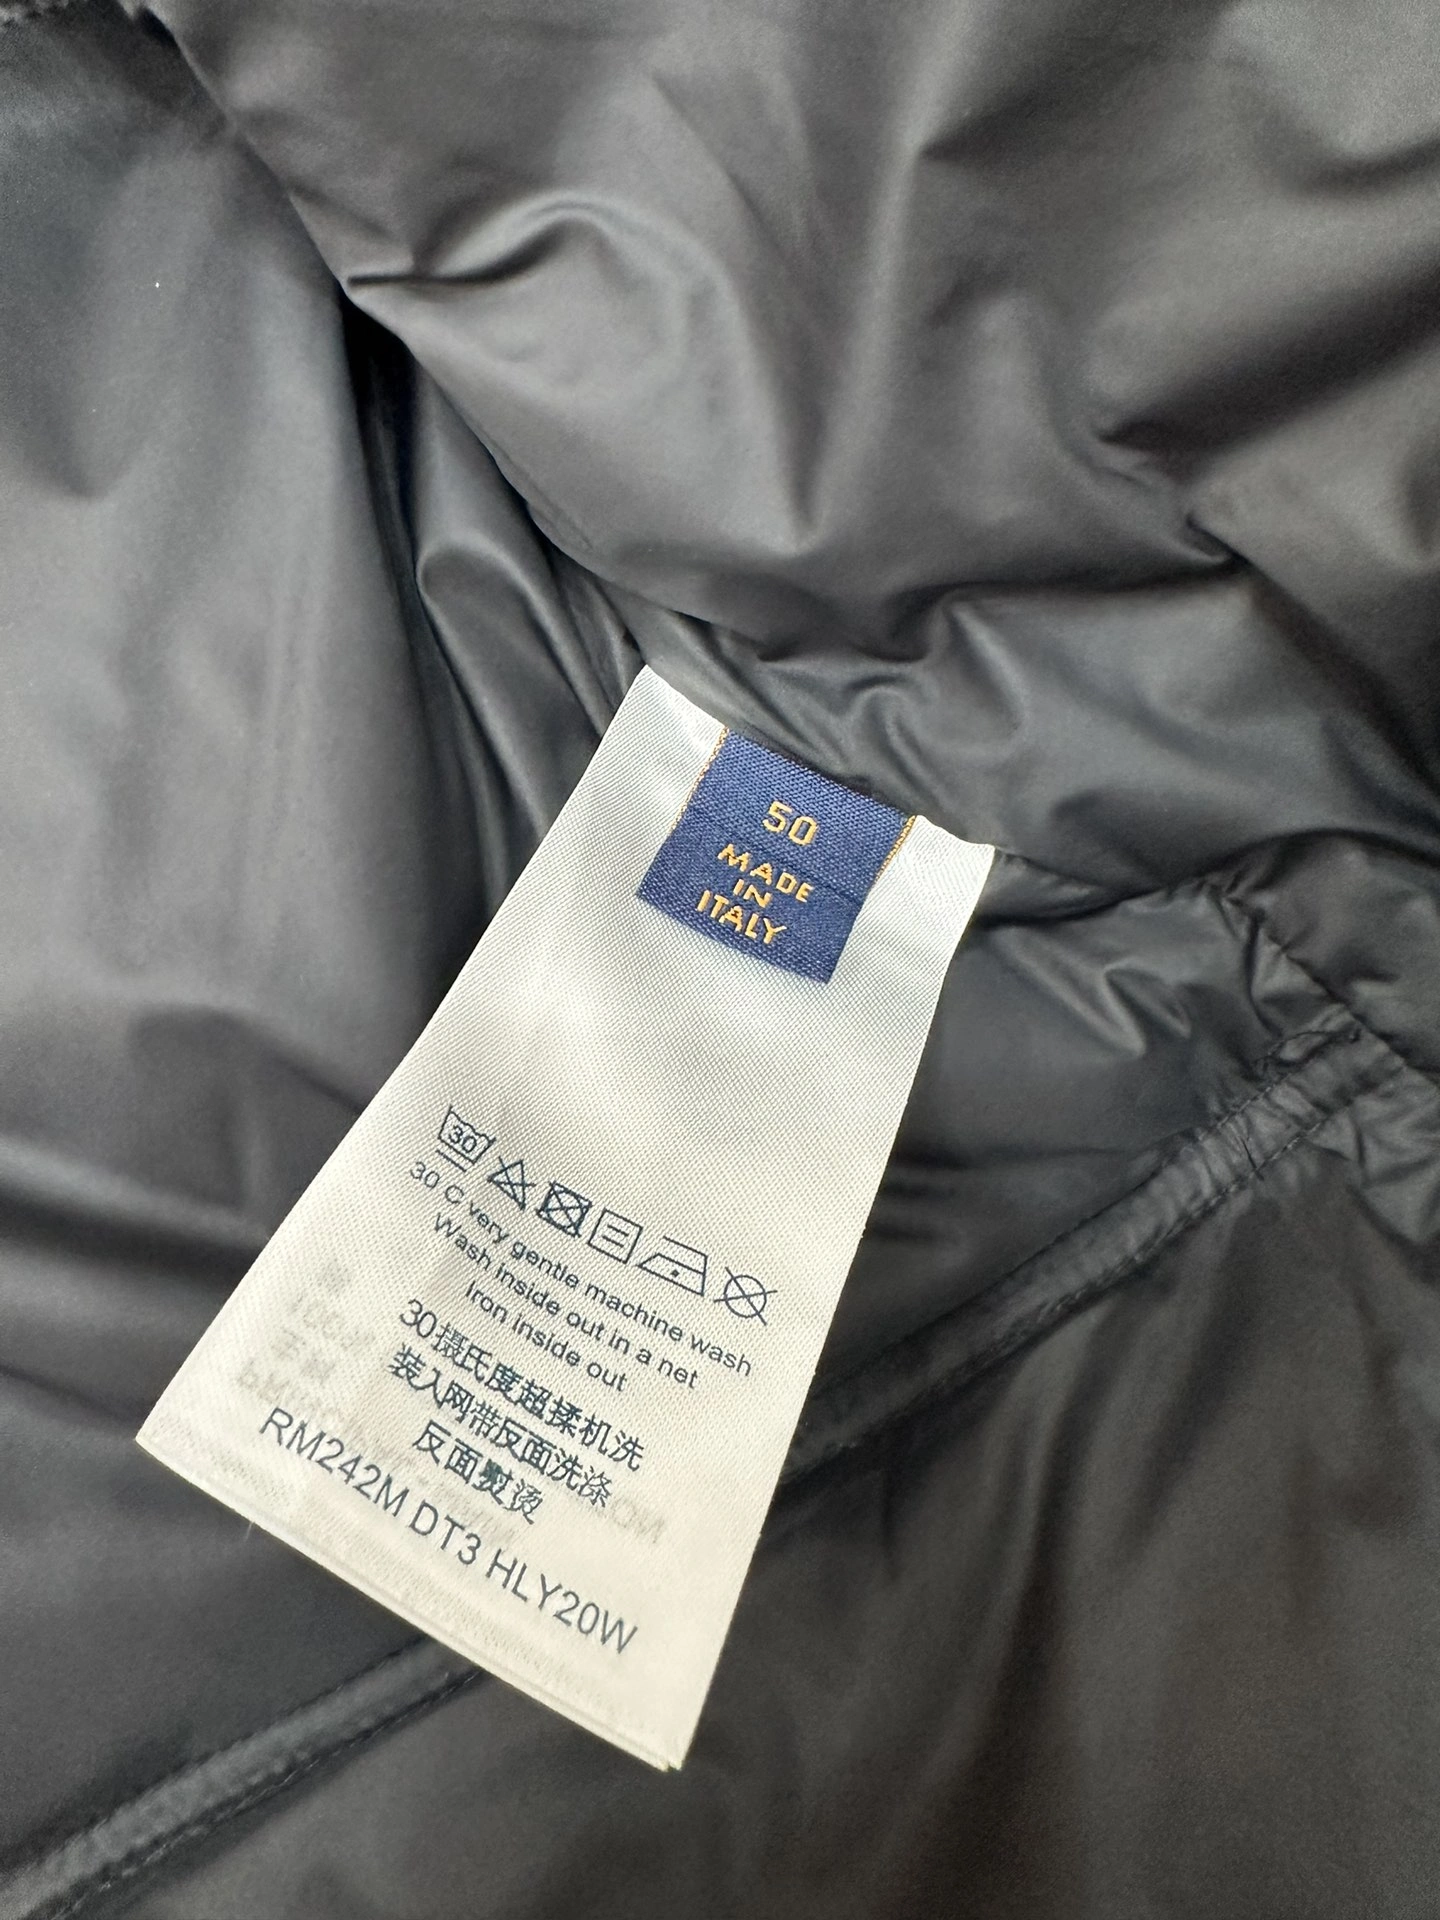 50
MADE
IN
ITALY
30
30 C very gentle machine wash
Wash inside out in a net
Iron inside out
30摄氏度超揉机洗
装入网带反面洗涤
反面熨烫
RM242M DT3 HLY20W